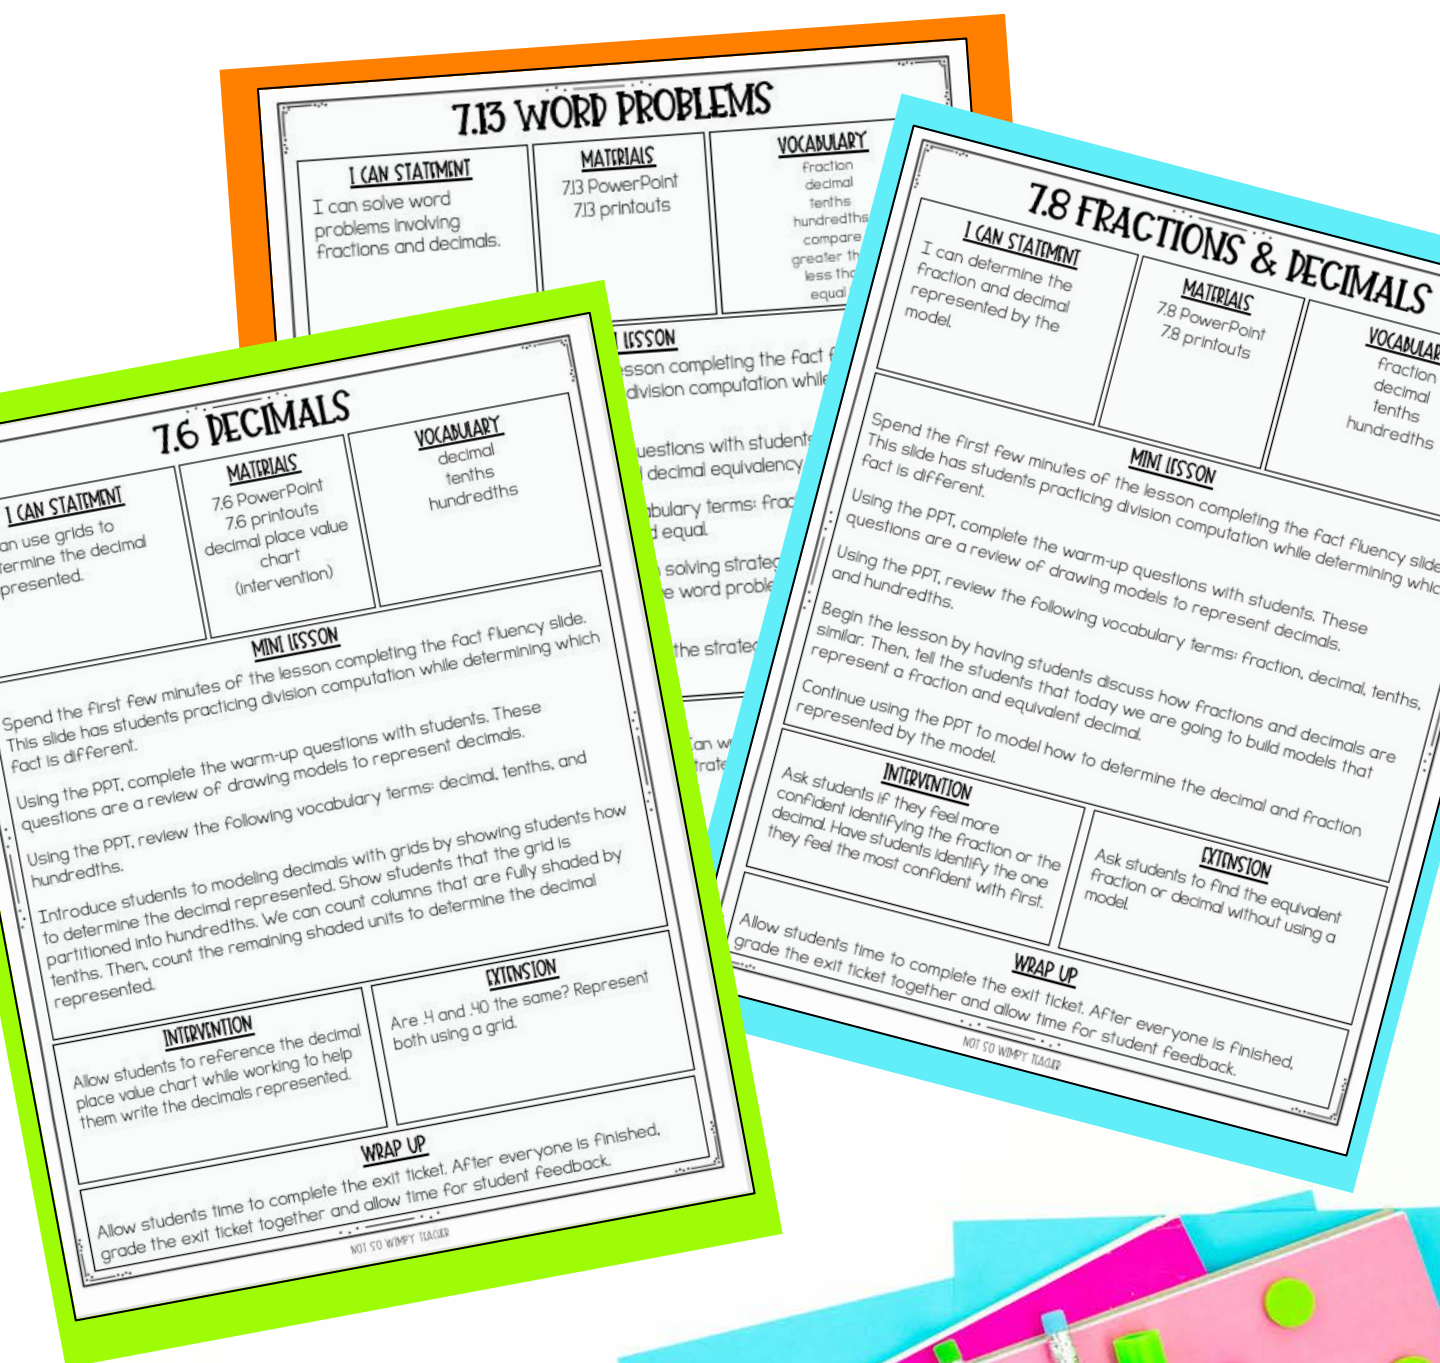 7.13 WORD PROBLEMS
I CAN STATEMENT
I can solve word
problems involving
fractions and decimals.
MATERIALS
7.13 PowerPoint
7.13 printouts
VOCABULARY
fraction
decimal
tenths
hundredths
compare
greater
less
equal
LESSON
completing the fact
division computation while
with students
decimal equivalency
terms:
equal.
solving
word
the
7.6 DECIMALS
I CAN STATEMENT
use grids to
the decimal
MATERIALS
7.6 PowerPoint
7.6 printouts
decimal place value
chart
(intervention)
VOCABULARY
decimal
tenths
hundredths
MINI LESSON
Spend the first few minutes of the lesson completing the fact fluency slide.
This slide has students practicing division computation while determining which
fact is different.
Using the PPT, complete the warm-up questions with students. These
questions are a review of drawing models to represent decimals.
Using the PPT, review the following vocabulary terms: decimal, tenths, and
hundredths.
Introduce students to modeling decimals with grids by showing students how
to determine the decimal represented. Show students that the grid is
partitioned into hundredths. We can count columns that are fully shaded by
tenths. Then, count the remaining shaded units to determine the decimal
represented.
INTERVENTION
Allow students to reference the decimal
place value chart while working to help
them write the decimals represented.
EXTENSION
Are .4 and .40 the same? Represent
both using a grid.
WRAP UP
Allow students time to complete the exit ticket. After everyone is finished,
grade the exit ticket together and allow time for student feedback.
NOT SO WIMPY TEACHER
7.8 FRACTIONS & DECIMALS
I CAN STATEMENT
I can determine the
fraction and decimal
represented by the
model.
MATERIALS
7.8 PowerPoint
7.8 printouts
VOCABULAR
fraction
decimal
tenths
hundredths
MINI LESSON
Spend the first few minutes of the lesson completing the fact fluency slide
This slide has students practicing division computation while determining
fact is different.
Using the PPT, complete the warm-up questions with students. These
questions are a review of drawing models to represent decimals.
Using the PPT, review the following vocabulary terms: fraction, decimal, tenths,
and hundredths.
Begin the lesson by having students discuss how fractions and decimals are
similar. Then, tell the students that today we are going to build models that
represent a fraction and equivalent decimal.
Continue using the PPT to model how to determine the decimal and fraction
represented by the model.
INTERVENTION
Ask students if they feel more
confident identifying the fraction or the
decimal. Have students identify the one
they feel the most confident with first.
EXTENSION
Ask students to find the equivalent
fraction or decimal without using a
model.
WRAP UP
Allow students time to complete the exit ticket. After everyone is finished,
grade the exit ticket together and allow time for student feedback.
NOT SO WIMPY TEACHER